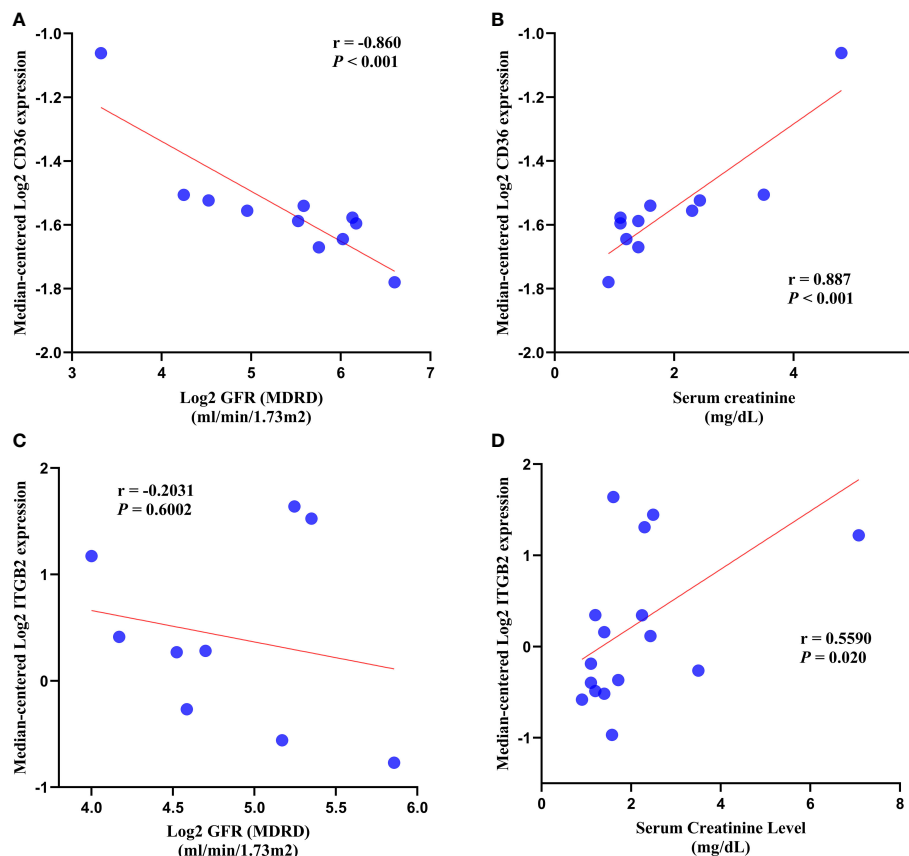 A
Median-centered Log2 CD36 expression
-1.0
-1.2
-1.4
-1.6
-1.8
-2.0
r = -0.860
P < 0.001
3
4
5
6
7
Log2 GFR (MDRD)
(ml/min/1.73m2)
B
Median-centered Log2 CD36 expression
-1.0
-1.2
-1.4
-1.6
-1.8
-2.0
r = 0.887
P < 0.001
0
2
4
Serum creatinine
(mg/dL)
C
Median-centered Log2 ITGB2 expression
2
1
0
-1
r = -0.2031
P = 0.6002
4.0
4.5
5.0
5.5
6.0
Log2 GFR (MDRD)
(ml/min/1.73m2)
D
Median-centered Log2 ITGB2 expression
2
1
0
-1
r = 0.5590
P = 0.020
0
2
4
6
8
Serum Creatinine Level
(mg/dL)